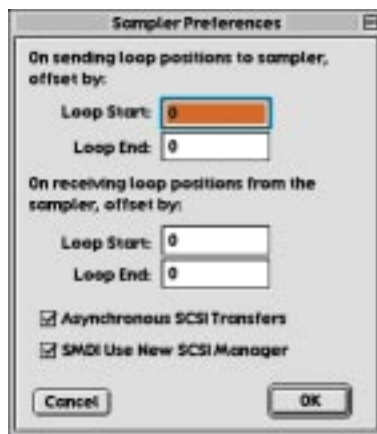 Sampler Preferences
On sending loop positions to sampler,
offset by:
Loop Start: 0
Loop End: 0
On receiving loop positions from the
sampler, offset by:
Loop Start: 0
Loop End: 0
Asynchronous SCSI Transfers
SMDI Use New SCSI Manager
Cancel OK